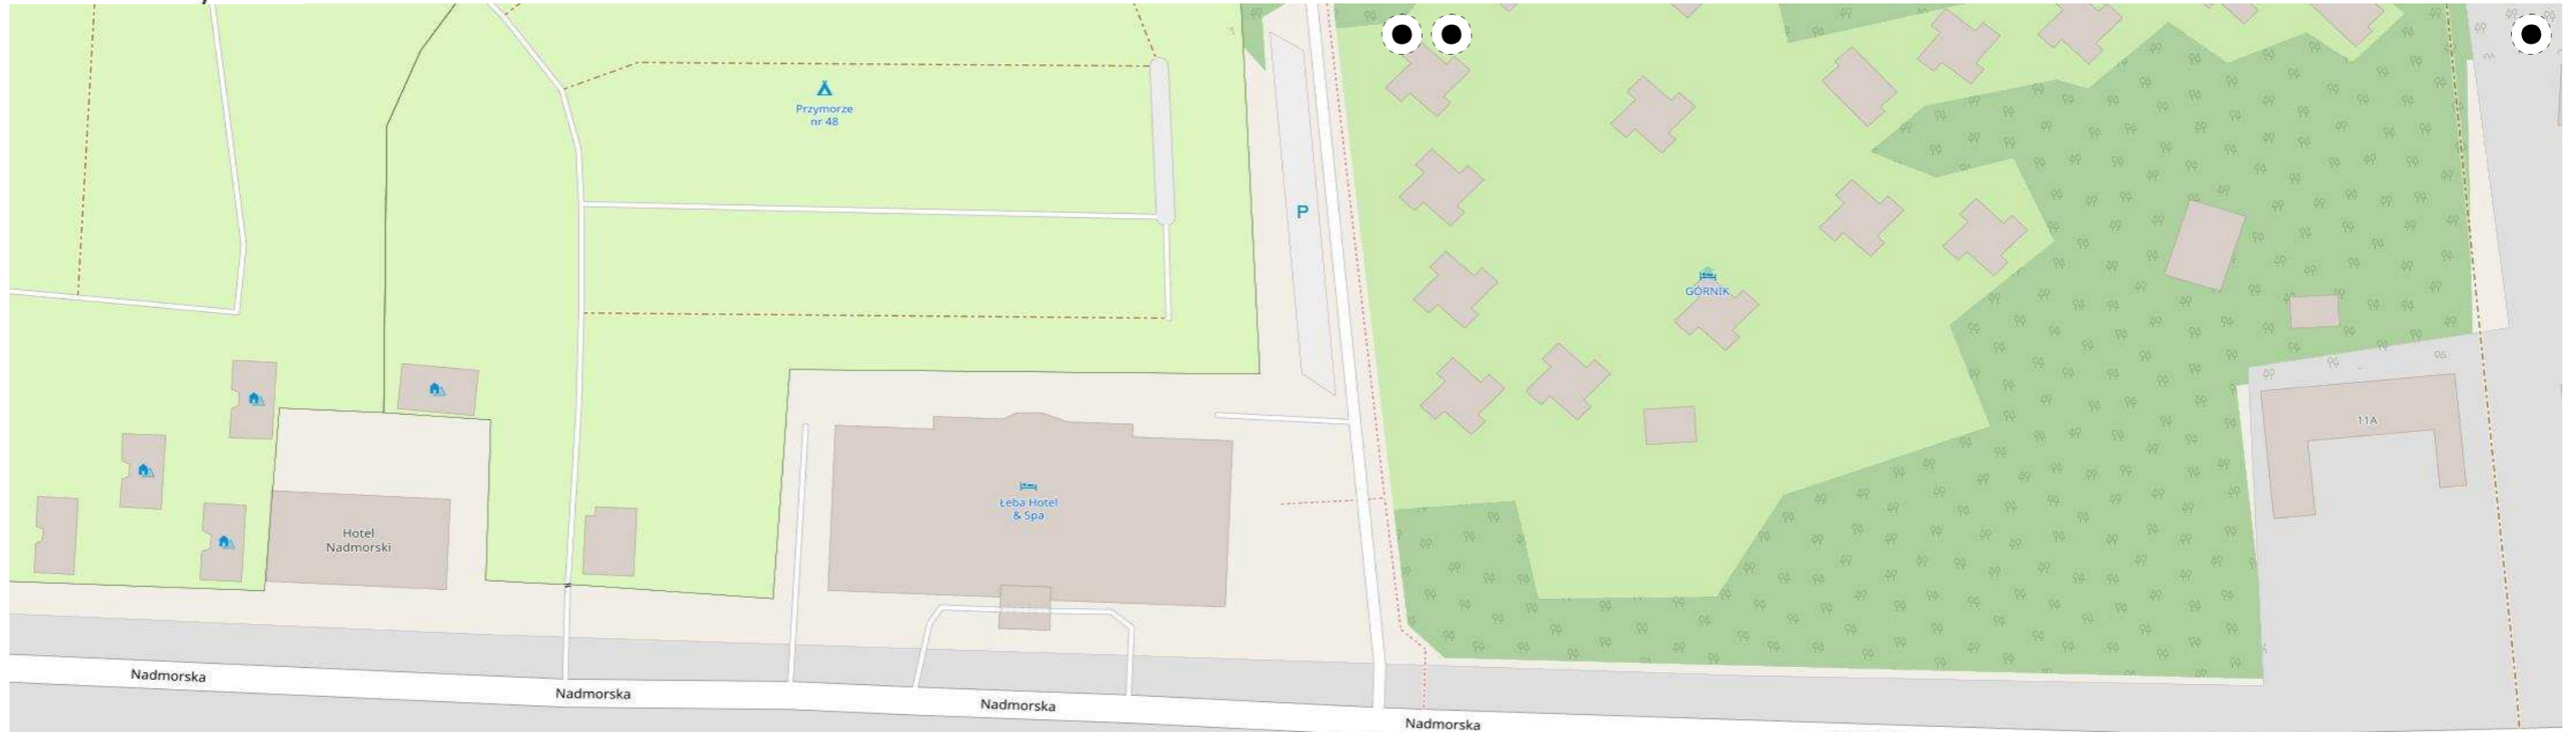 Przymorze
nr 48
P
GÓRNIK
11A
Łeba Hotel
& Spa
Hotel
Nadmorski
Nadmorska
Nadmorska
Nadmorska
Nadmorska